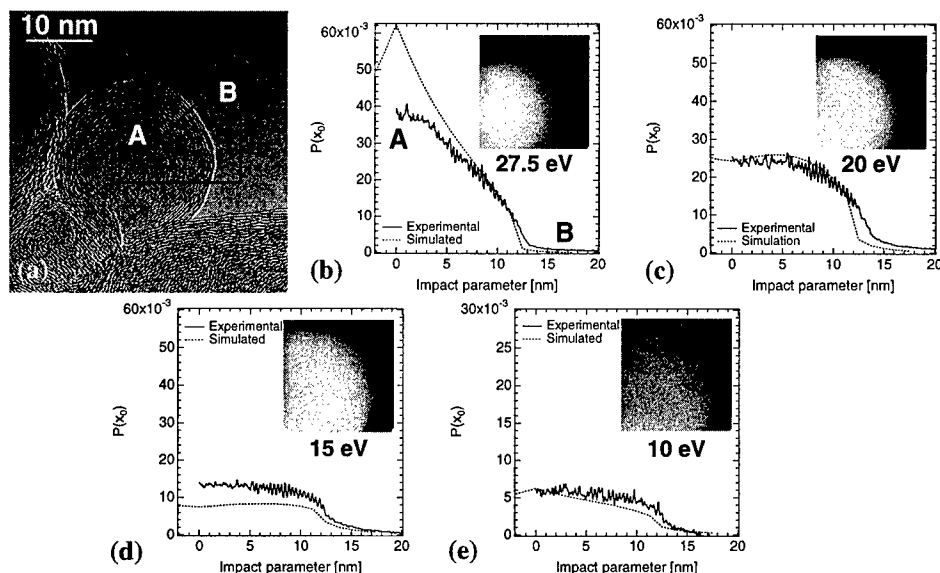 10 nm
A
B
(a)
60x10⁻³
50
40
30
20
10
0
P(x₀)
A
B
27.5 eV
Experimental
Simulated
0
5
10
15
20
Impact parameter [nm]
(b)
60x10⁻³
50
40
30
20
10
0
P(x₀)
20 eV
Experimental
Simulation
0
5
10
15
20
Impact parameter [nm]
(c)
60x10⁻³
50
40
30
20
10
0
P(x₀)
Experimental
Simulated
15 eV
0
5
10
15
20
Impact parameter [nm]
(d)
30x10⁻³
25
20
15
10
5
0
P(x₀)
Experimental
Simulated
10 eV
0
5
10
15
20
Impact parameter [nm]
(e)